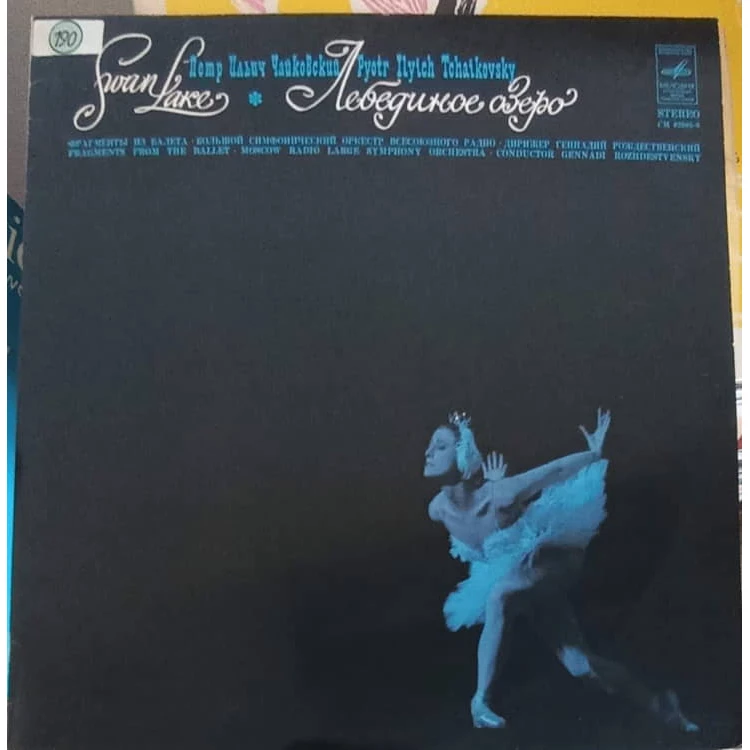 190
Петр Ильич Чайковский Pyotr Ilyich Tchaikovsky
Swan Lake * Лебединое озеро
STEREO
ФРАГМЕНТЫ ИЗ БАЛЕТА · БОЛЬШОЙ СИМФОНИЧЕСКИЙ ОРКЕСТР ВСЕСОЮЗНОГО РАДИО · ДИРИЖЕР ГЕННАДИЙ РОЖДЕСТВЕНСКИЙ
FRAGMENTS FROM THE BALLET · MOSCOW RADIO LARGE SYMPHONY ORCHESTRA · CONDUCTOR GENNADI ROZHDESTVENSKY